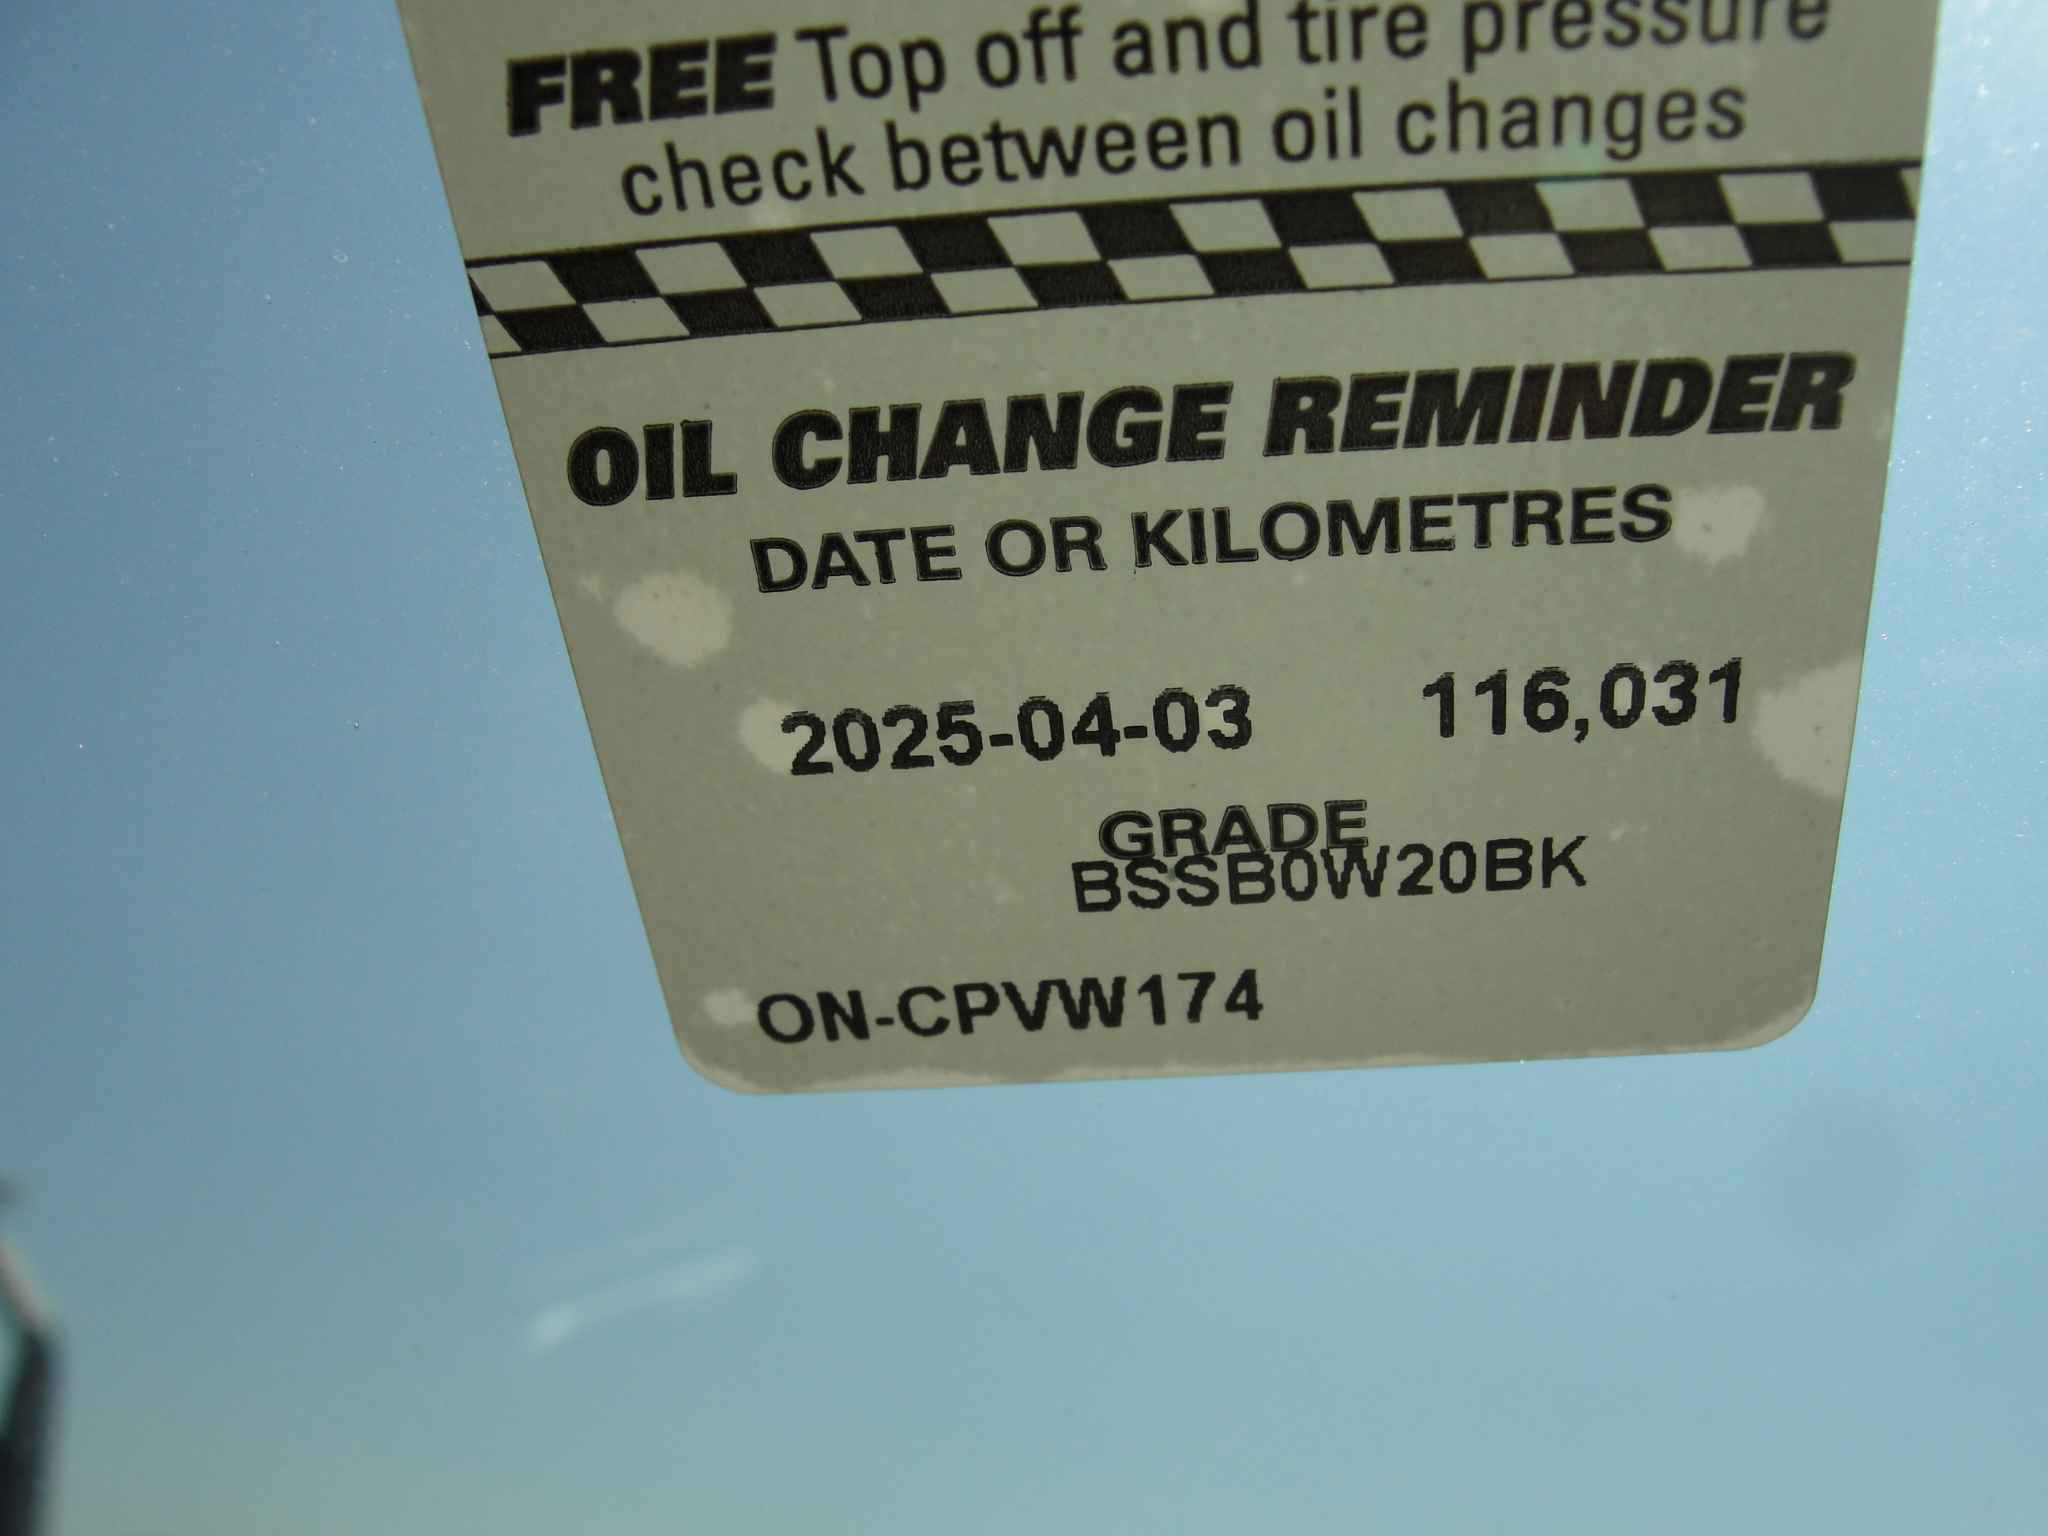 FREE Top off and tire pressure
check between oil changes
OIL CHANGE REMINDER
DATE OR KILOMETRES
2025-04-03 116,031
GRADE
BSSB0W20BK
ON-CPVW174